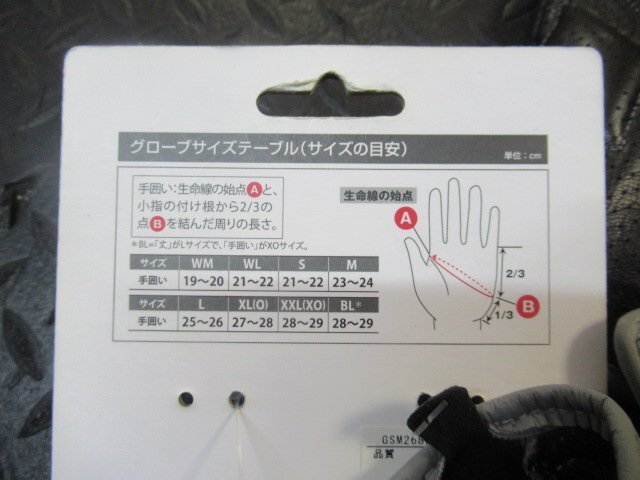 グローブサイズテーブル(サイズの目安)
単位:cm
手囲い:生命線の始点Aと、
小指の付け根から2/3の
点Bを結んだ周りの長さ。
*BL=「丈」がLサイズで、「手囲い」がXOサイズ。
生命線の始点
A
2/3
B
1/3
サイズ WM WL S M
手囲い 19〜20 21〜22 21〜22 23〜24
サイズ L XL(O) XXL(XO) BL*
手囲い 25〜26 27〜28 28〜29 28〜29
品質